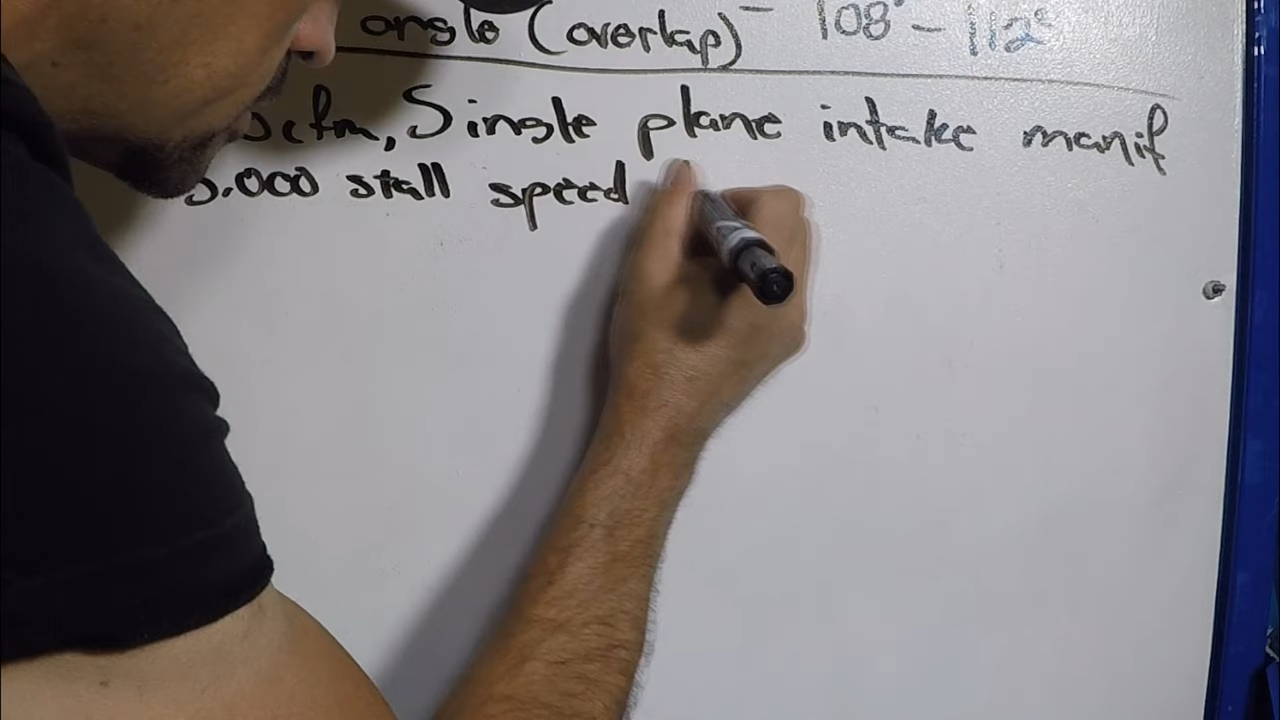 angle (overlap) - 108° - 112°
cfm, Single plane intake manif
.000 stall speed